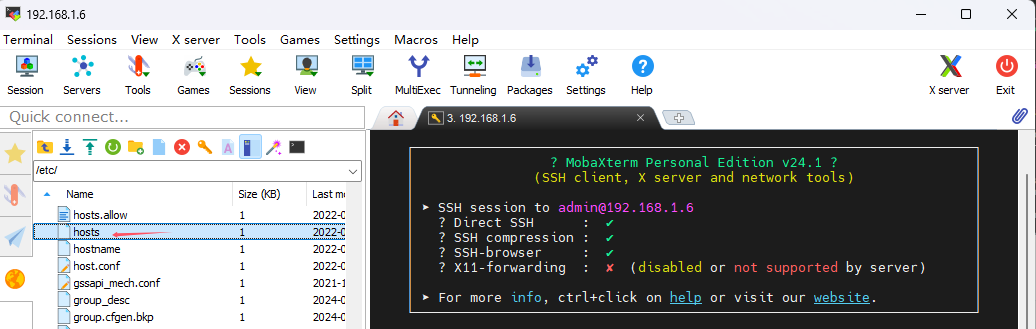 192.168.1.6
Terminal Sessions View X server Tools Games Settings Macros Help
Session Servers Tools Games Sessions View Split MultiExec Tunneling Packages Settings Help X server Exit
Quick connect...
3. 192.168.1.6
/etc/
Name Size (KB) Last mo
hosts.allow 1 2022-0
hosts 1 2022-0
hostname 1 2022-0
host.conf 1 2022-0
gssapi_mech.conf 1 2021-1
group_desc 1 2024-0
group.cfgen.bkp 1 2024-0
? MobaXterm Personal Edition v24.1 ?
(SSH client, X server and network tools)
➤ SSH session to admin@192.168.1.6
? Direct SSH : ✔
? SSH compression : ✔
? SSH-browser : ✔
? X11-forwarding : ✘ (disabled or not supported by server)
➤ For more info, ctrl+click on help or visit our website.